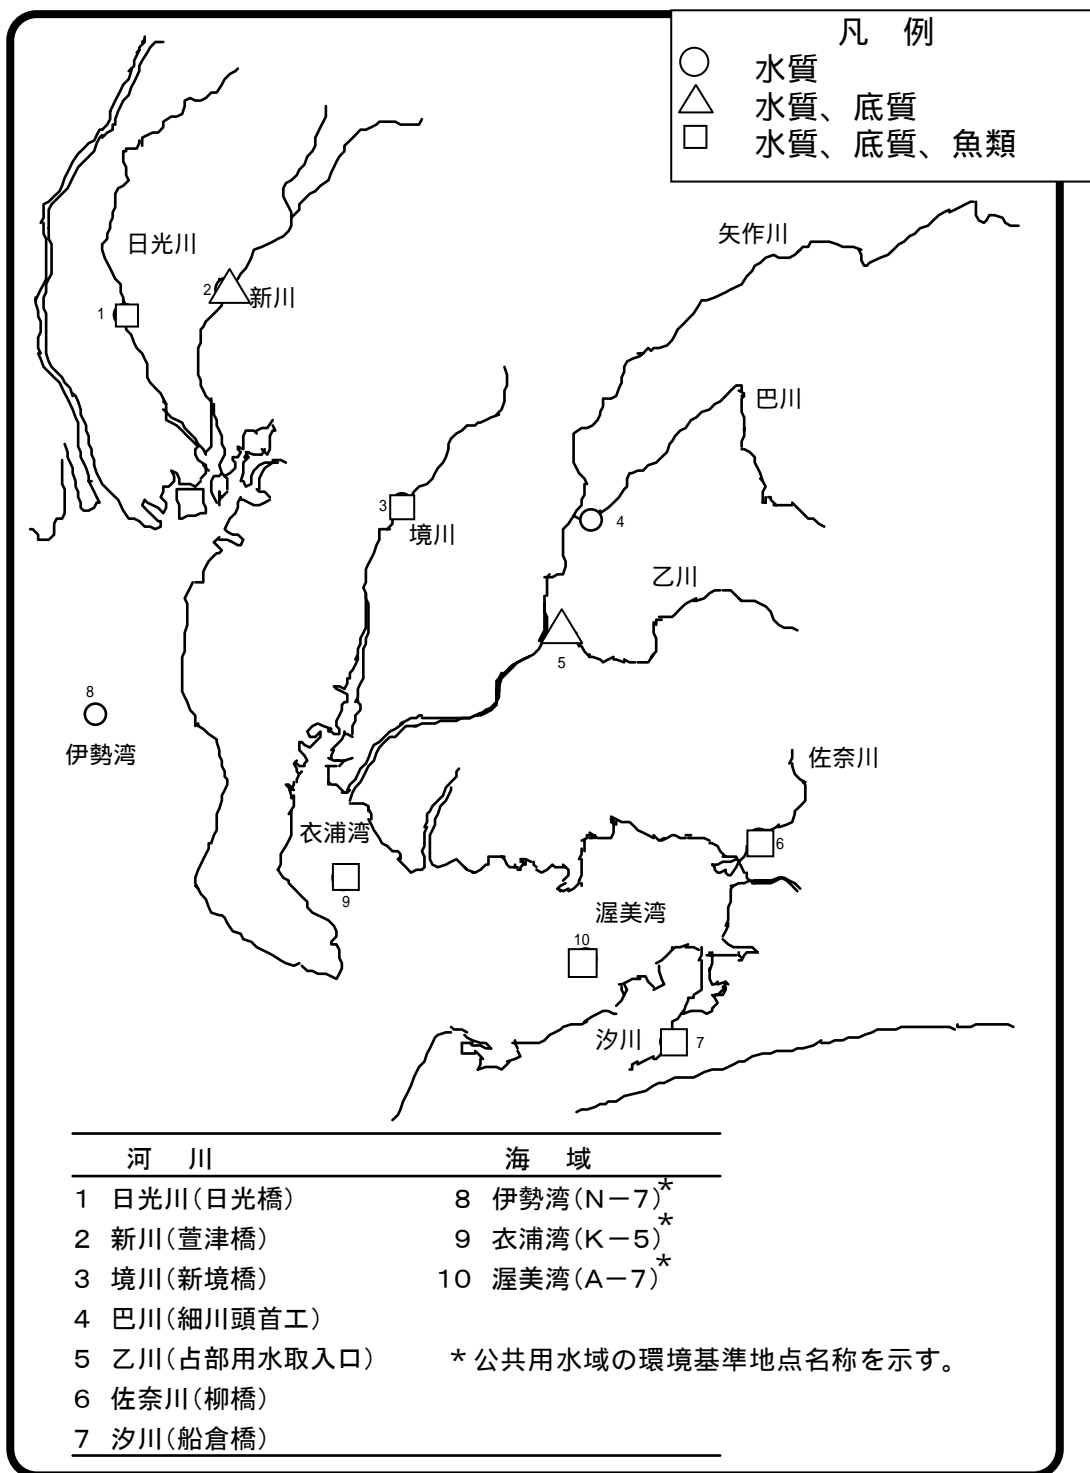 凡 例
○ 水質
△ 水質、底質
□ 水質、底質、魚類
矢作川
日光川
2
新川
1
巴川
3
境川
4
乙川
5
8
伊勢湾
佐奈川
衣浦湾
6
9
渥美湾
10
汐川
7
河 川 海 域
1 日光川(日光橋) 8 伊勢湾(N-7)*
2 新川(萱津橋) 9 衣浦湾(K-5)*
3 境川(新境橋) 10 渥美湾(A-7)*
4 巴川(細川頭首工)
5 乙川(占部用水取入口) *公共用水域の環境基準地点名称を示す。
6 佐奈川(柳橋)
7 汐川(船倉橋)